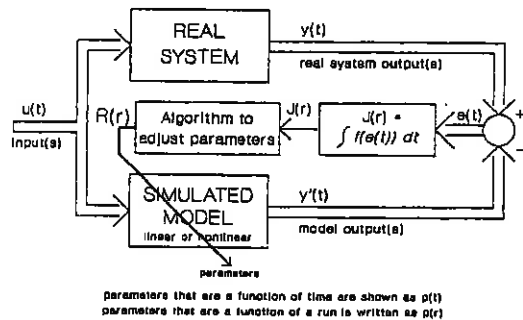 REAL
SYSTEM
y(t)
real system output(s)
u(t)
input(s)
R(r)
Algorithm to
adjust parameters
J(r)
J(r) =
∫ f(e(t)) dt
e(t)
+
−
SIMULATED
MODEL
linear or nonlinear
y'(t)
model output(s)
parameters
parameters that are a function of time are shown as p(t)
parameters that are a function of a run is written as p(r)